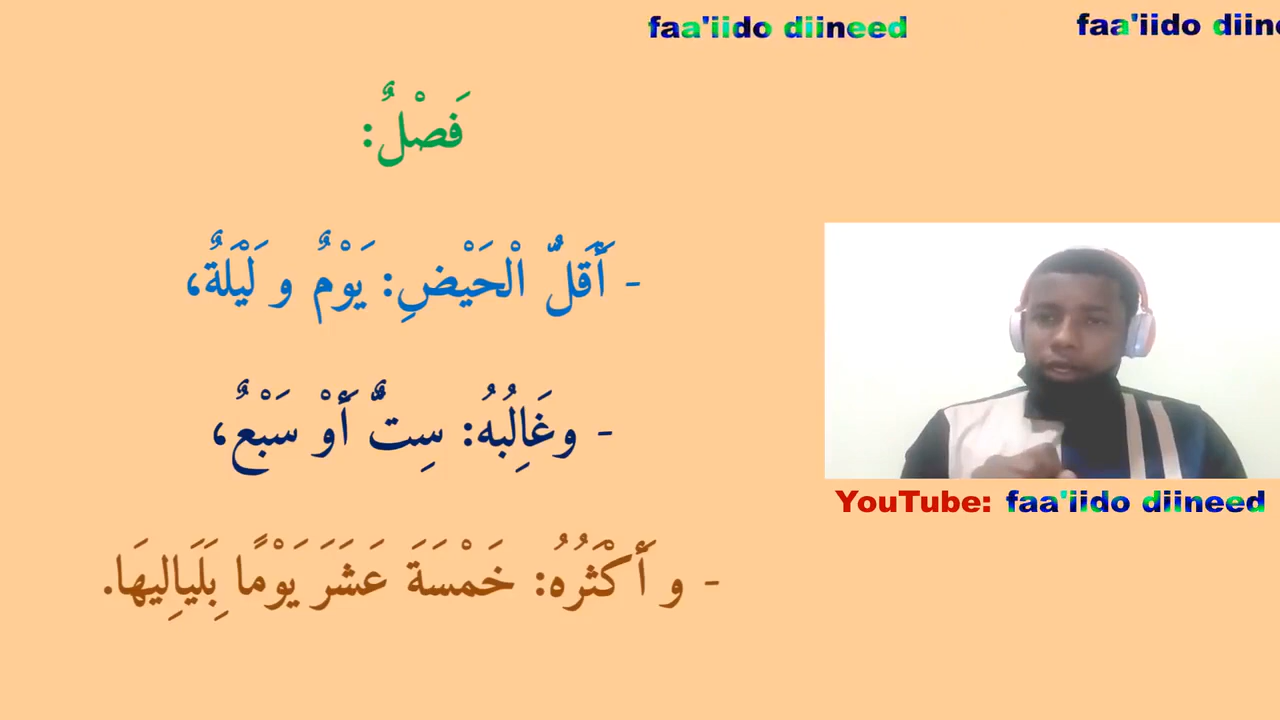 faa'iido diineed
faa'iido diine
فَصْلٌ:
- أَقَلٌّ الْحَيْضِ: يَوْمٌ و لَيْلَةٌ،
- وغَالِبُهُ: سِتٌّ أَوْ سَبْعٌ،
- و أَكْثَرُهُ: خَمْسَةَ عَشَرَ يَوْمًا بِلَيَالِيهَا.
YouTube: faa'iido diineed